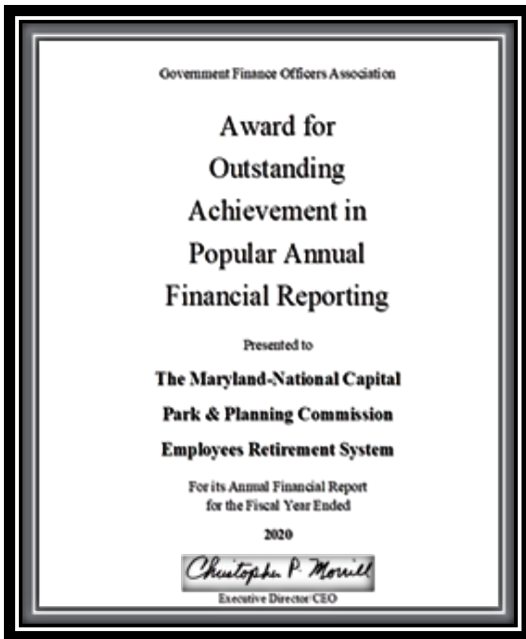 Government Finance Officers Association
Award for
Outstanding
Achievement in
Popular Annual
Financial Reporting
Presented to
The Maryland-National Capital
Park & Planning Commission
Employees Retirement System
For its Annual Financial Report
for the Fiscal Year Ended
2020
Christopher P. Morrill
Executive Director/CEO